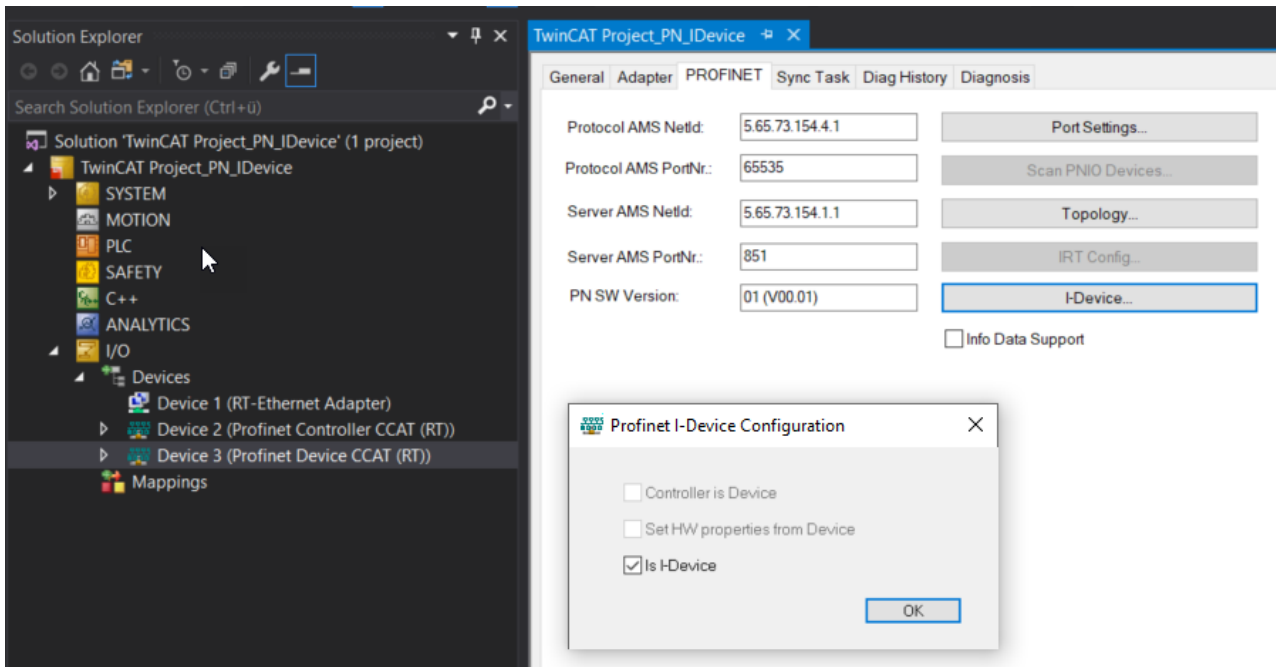 Solution Explorer
Search Solution Explorer (Ctrl+ü)
Solution 'TwinCAT Project_PN_IDevice' (1 project)
TwinCAT Project_PN_IDevice
SYSTEM
MOTION
PLC
SAFETY
C++
ANALYTICS
I/O
Devices
Device 1 (RT-Ethernet Adapter)
Device 2 (Profinet Controller CCAT (RT))
Device 3 (Profinet Device CCAT (RT))
Mappings
TwinCAT Project_PN_IDevice
General Adapter PROFINET Sync Task Diag History Diagnosis
Protocol AMS NetId: 5.65.73.154.4.1 Port Settings...
Protocol AMS PortNr.: 65535 Scan PNIO Devices...
Server AMS NetId: 5.65.73.154.1.1 Topology...
Server AMS PortNr.: 851 IRT Config...
PN SW Version: 01 (V00.01) I-Device...
Info Data Support
Profinet I-Device Configuration
Controller is Device
Set HW properties from Device
Is I-Device
OK